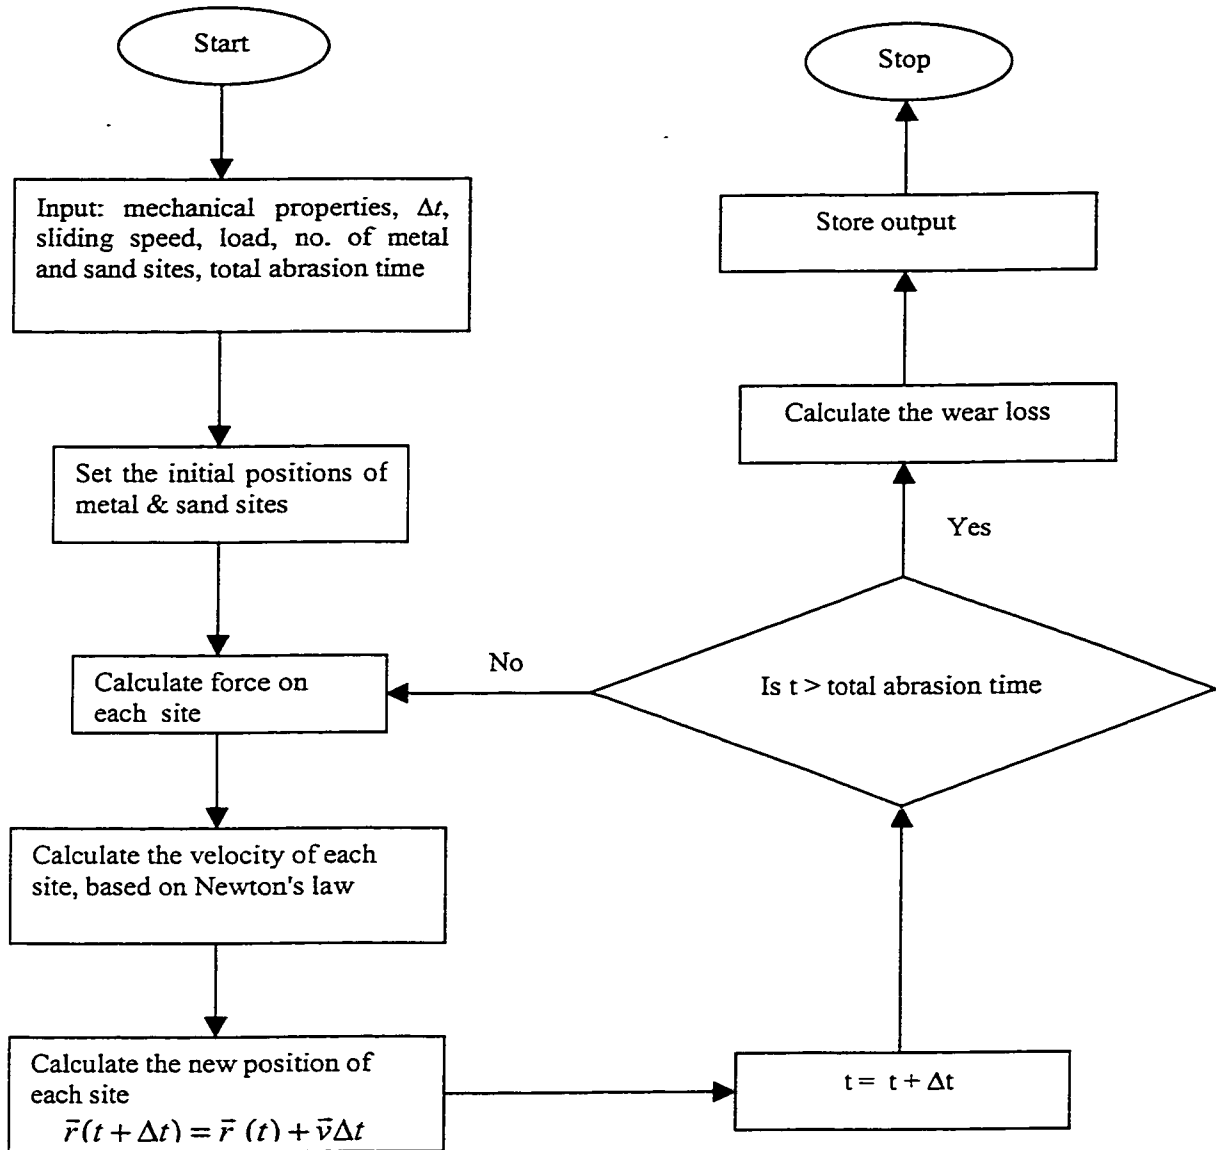 Start
Input: mechanical properties, Δt,
sliding speed, load, no. of metal
and sand sites, total abrasion time
Set the initial positions of
metal & sand sites
Calculate force on
each site
Calculate the velocity of each
site, based on Newton's law
Calculate the new position of
each site
r̄(t + Δt) = r̄ (t) + v̄Δt
t = t + Δt
Is t > total abrasion time
No
Yes
Calculate the wear loss
Store output
Stop